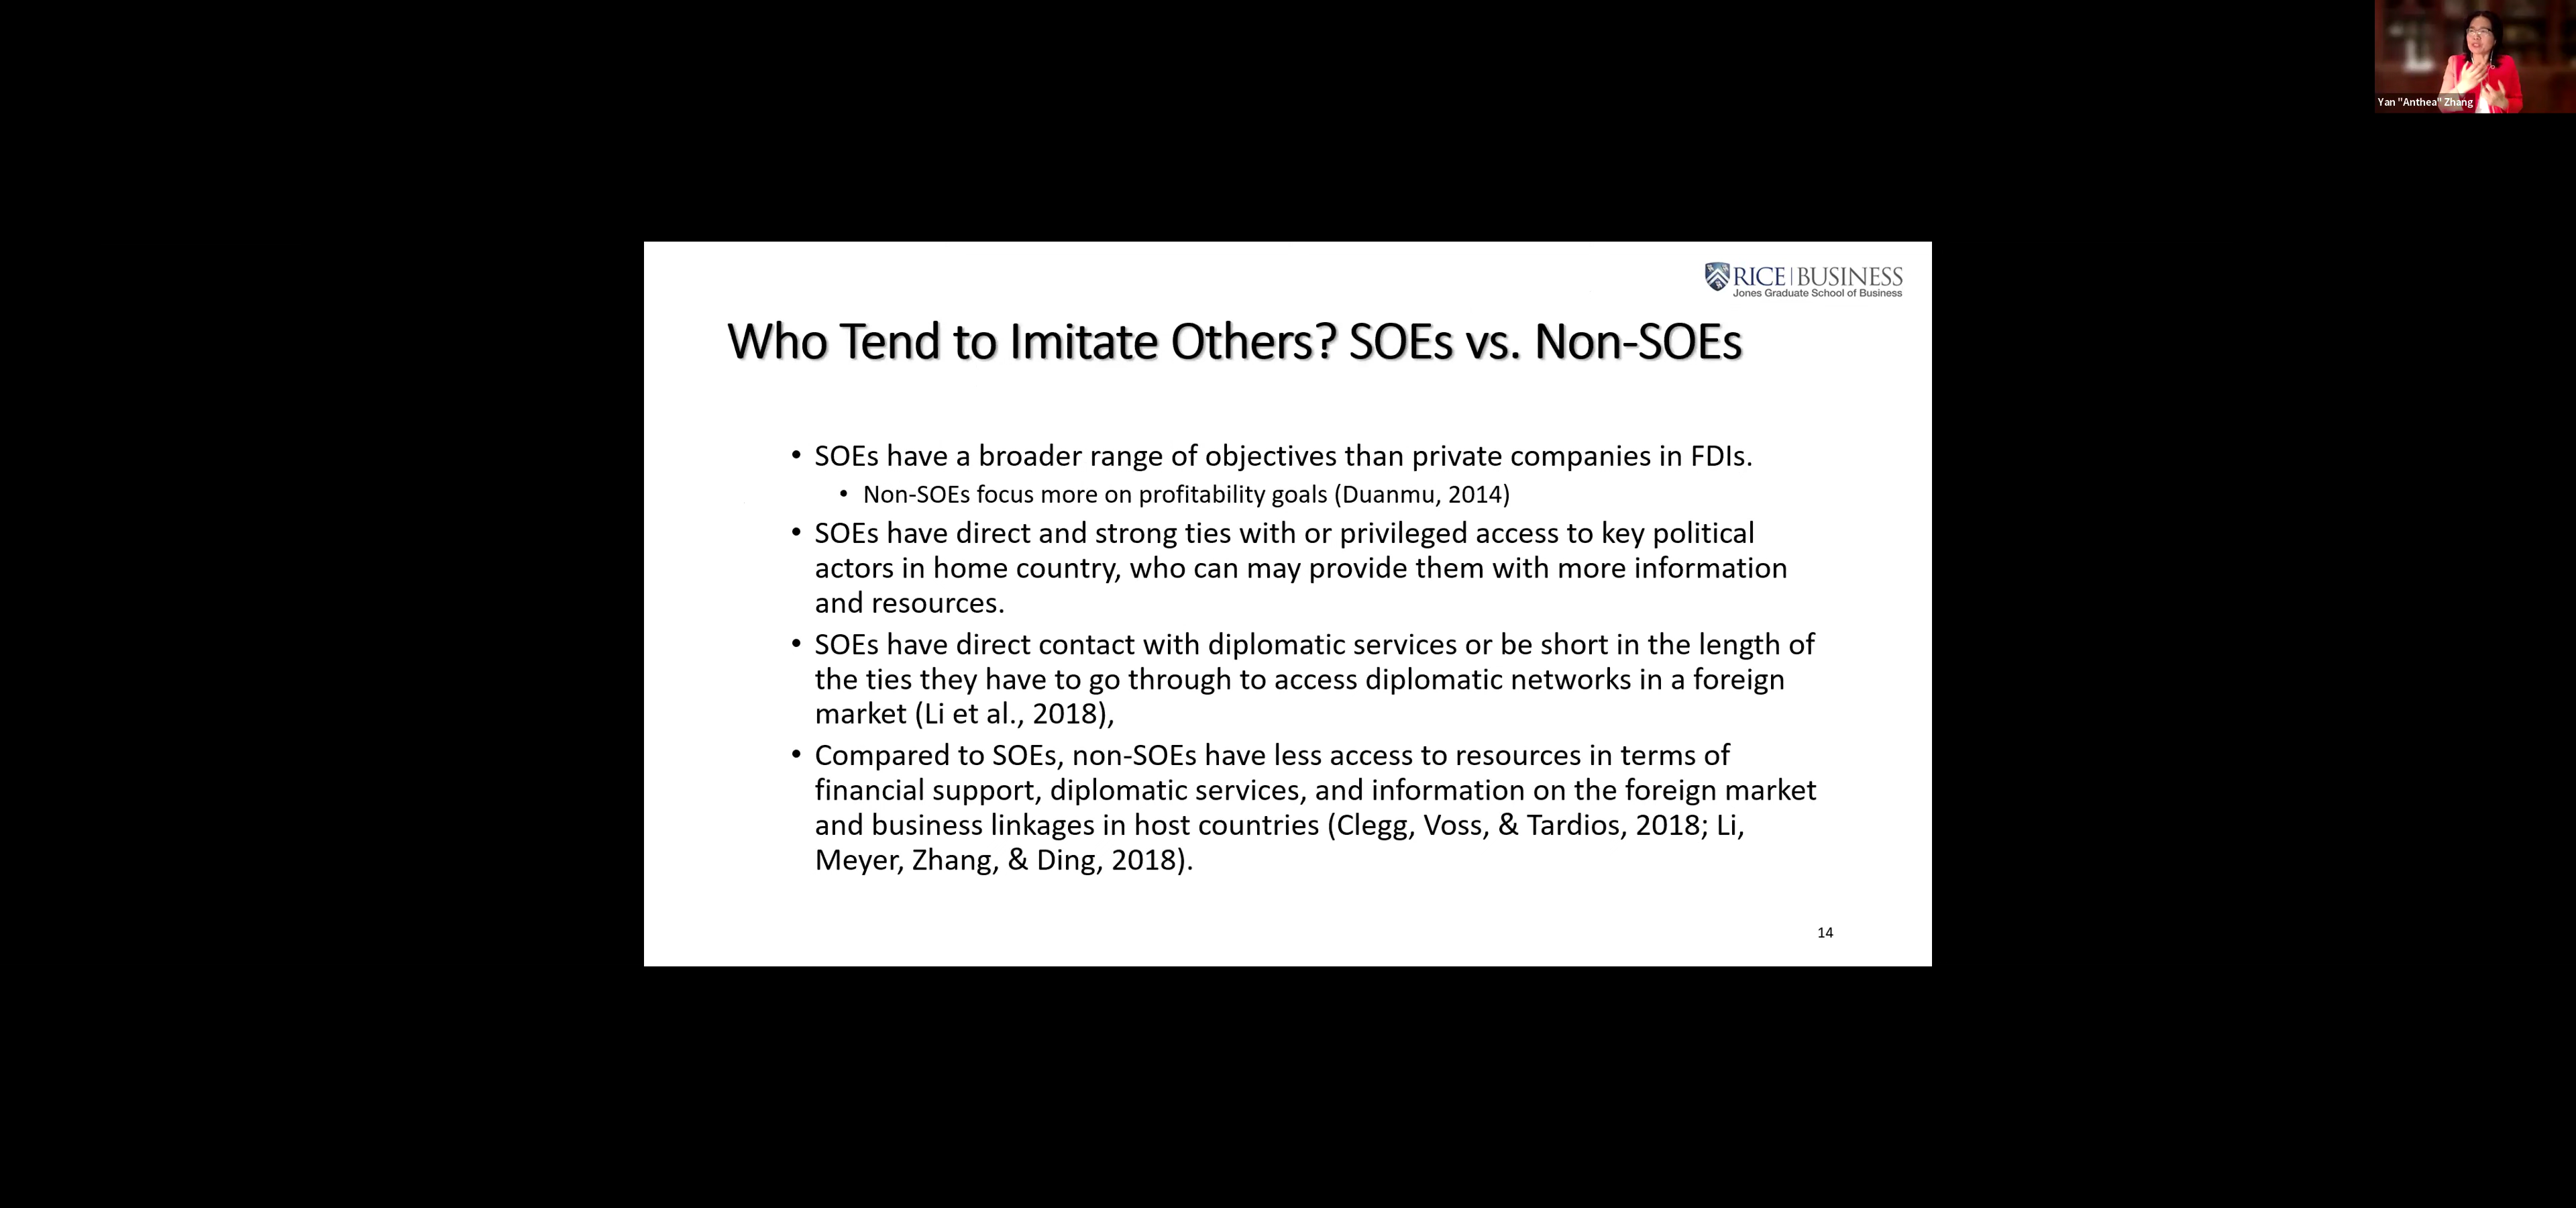 Yan "Anthea" Zhang
RICE | BUSINESS
Jones Graduate School of Business
Who Tend to Imitate Others? SOEs vs. Non-SOEs
• SOEs have a broader range of objectives than private companies in FDIs.
• Non-SOEs focus more on profitability goals (Duanmu, 2014)
• SOEs have direct and strong ties with or privileged access to key political
actors in home country, who can may provide them with more information
and resources.
• SOEs have direct contact with diplomatic services or be short in the length of
the ties they have to go through to access diplomatic networks in a foreign
market (Li et al., 2018),
• Compared to SOEs, non-SOEs have less access to resources in terms of
financial support, diplomatic services, and information on the foreign market
and business linkages in host countries (Clegg, Voss, & Tardios, 2018; Li,
Meyer, Zhang, & Ding, 2018).
14